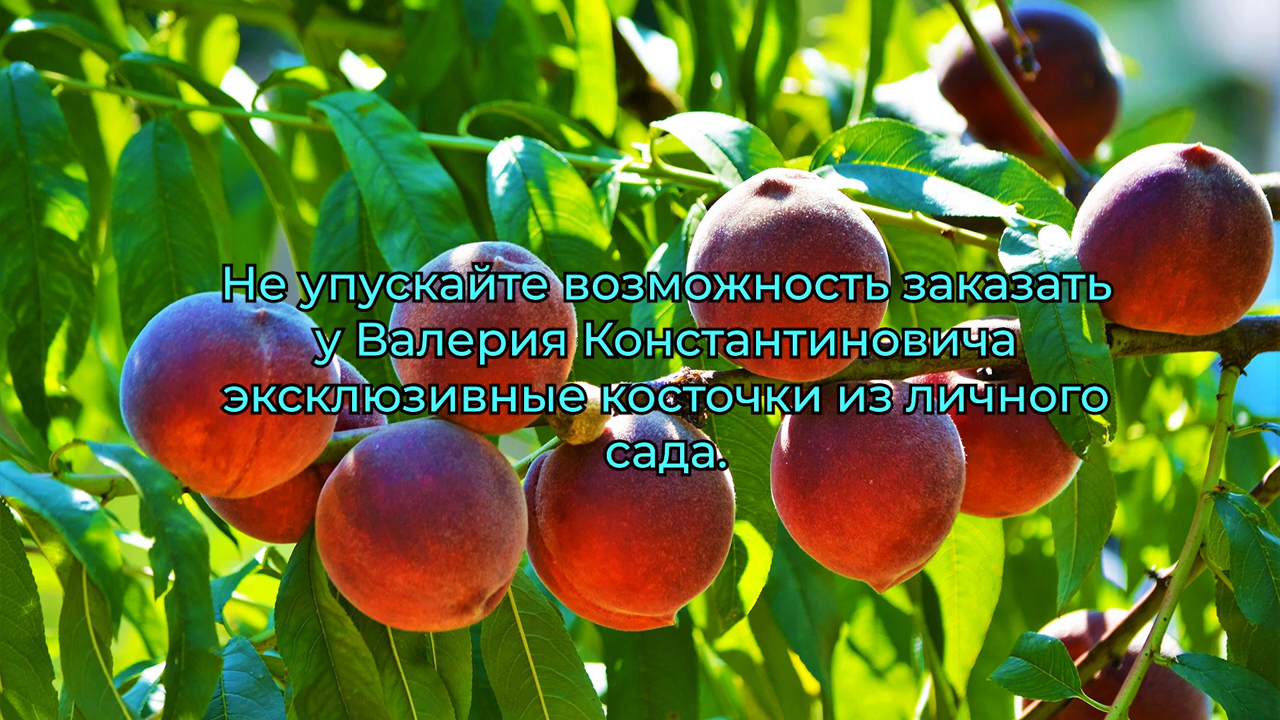 Не упускайте возможность заказать
у Валерия Константиновича
эксклюзивные косточки из личного
сада.